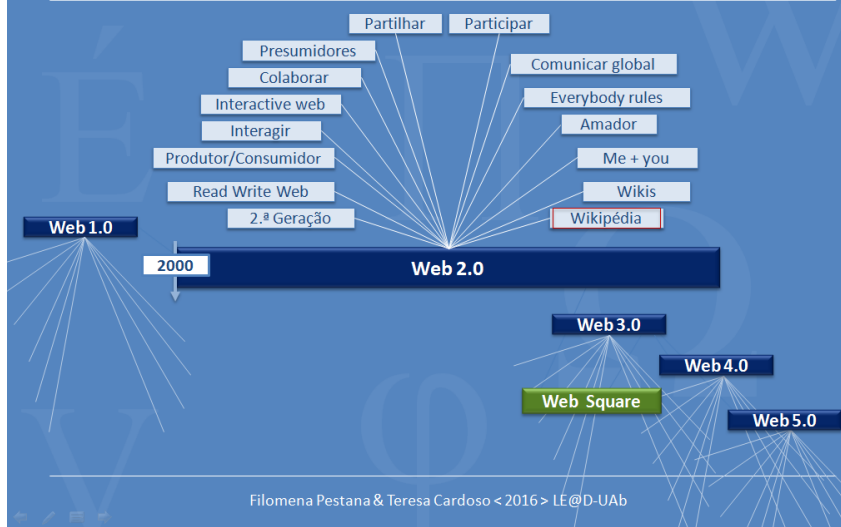 Partilhar
Participar
Presumidores
Comunicar global
Colaborar
Everybody rules
Interactive web
Amador
Interagir
Produtor/Consumidor
Me + you
Read Write Web
Wikis
2.ª Geração
Wikipédia
Web 1.0
2000
Web 2.0
Web 3.0
Web 4.0
Web Square
Web 5.0
Filomena Pestana & Teresa Cardoso < 2016 > LE@D-UAb